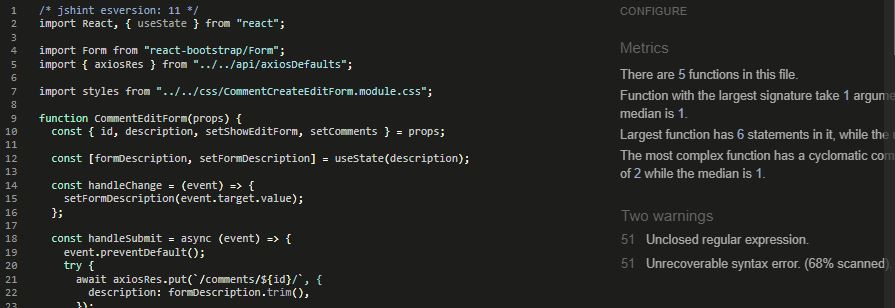 1 /* jshint esversion: 11 */
2 import React, { useState } from "react";
3
4 import Form from "react-bootstrap/Form";
5 import { axiosRes } from "../../api/axiosDefaults";
6
7 import styles from "../../css/CommentCreateEditForm.module.css";
8
9 function CommentEditForm(props) {
10 const { id, description, setShowEditForm, setComments } = props;
11
12 const [formDescription, setFormDescription] = useState(description);
13
14 const handleChange = (event) => {
15 setFormDescription(event.target.value);
16 };
17
18 const handleSubmit = async (event) => {
19 event.preventDefault();
20 try {
21 await axiosRes.put(`/comments/${id}/`, {
22 description: formDescription.trim(),
23 });
CONFIGURE
Metrics
There are 5 functions in this file.
Function with the largest signature take 1 argume
median is 1.
Largest function has 6 statements in it, while the
The most complex function has a cyclomatic com
of 2 while the median is 1.
Two warnings
51 Unclosed regular expression.
51 Unrecoverable syntax error. (68% scanned)